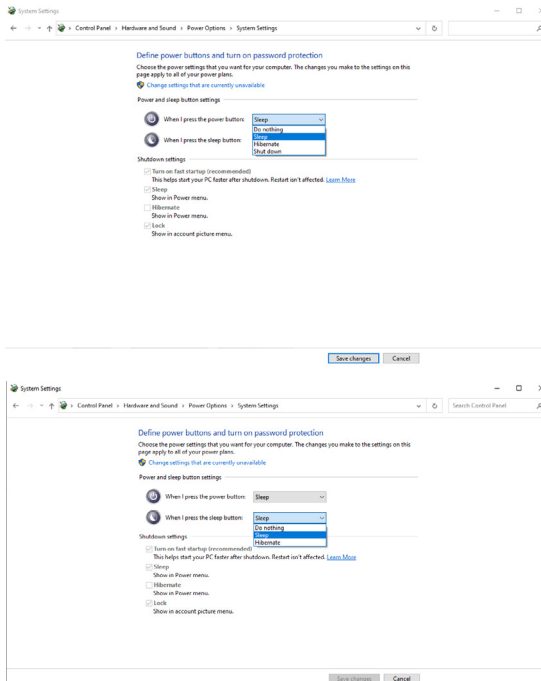 System Settings
Control Panel > Hardware and Sound > Power Options > System Settings
Define power buttons and turn on password protection
Choose the power settings that you want for your computer. The changes you make to the settings on this
page apply to all of your power plans.
Change settings that are currently unavailable
Power and sleep button settings
When I press the power button: Sleep
Do nothing
Sleep
Hibernate
Shut down
When I press the sleep button:
Shutdown settings
Turn on fast startup (recommended)
This helps start your PC faster after shutdown. Restart isn't affected. Learn More
Sleep
Show in Power menu.
Hibernate
Show in Power menu.
Lock
Show in account picture menu.
Save changes Cancel
System Settings
Control Panel > Hardware and Sound > Power Options > System Settings Search Control Panel
Define power buttons and turn on password protection
Choose the power settings that you want for your computer. The changes you make to the settings on this
page apply to all of your power plans.
Change settings that are currently unavailable
Power and sleep button settings
When I press the power button: Sleep
When I press the sleep button: Sleep
Do nothing
Sleep
Hibernate
Shutdown settings
Turn on fast startup (recommended)
This helps start your PC faster after shutdown. Restart isn't affected. Learn More
Sleep
Show in Power menu.
Hibernate
Show in Power menu.
Lock
Show in account picture menu.
Save changes Cancel